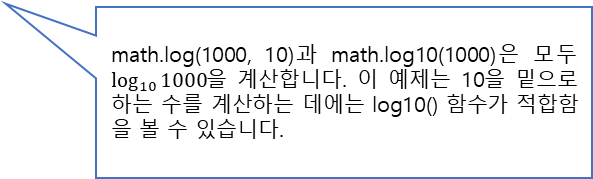 math.log(1000, 10)과 math.log10(1000)은 모두
log₁₀ 1000을 계산합니다. 이 예제는 10을 밑으로
하는 수를 계산하는 데에는 log10() 함수가 적합함
을 볼 수 있습니다.